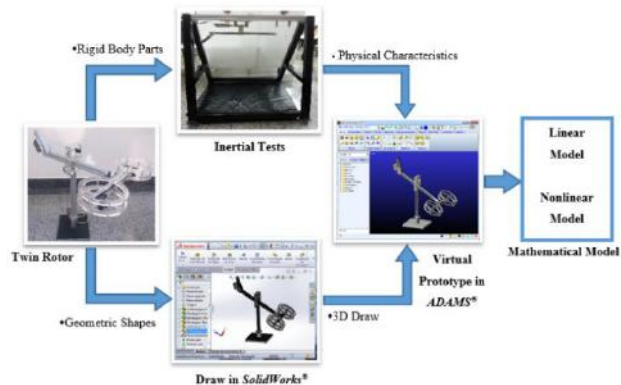 •Rigid Body Parts
• Physical Characteristics
Inertial Tests
Linear
Model
Nonlinear
Model
Mathematical Model
Twin Rotor
Virtual
Prototype in
ADAMS®
•Geometric Shapes
•3D Draw
Draw in SolidWorks®